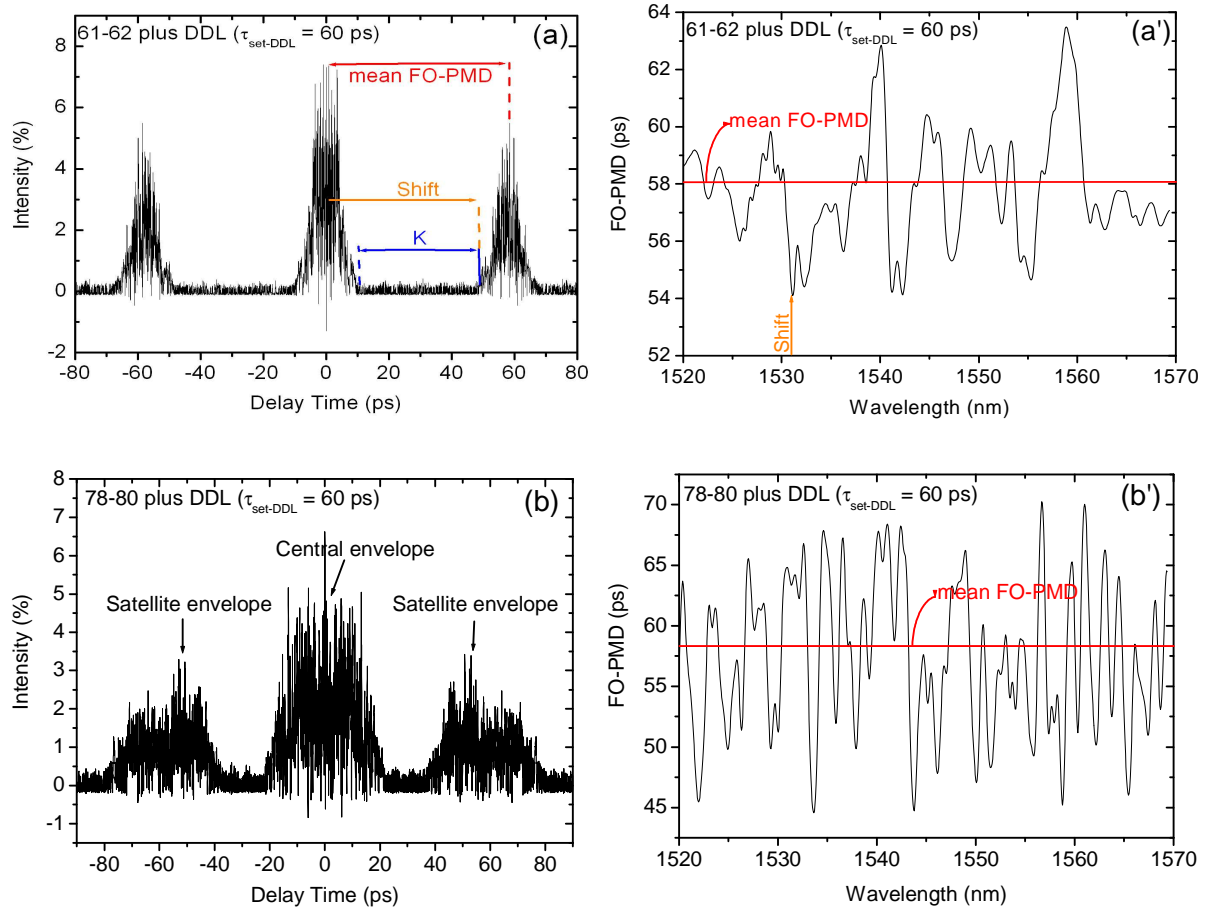 61-62 plus DDL (τset-DDL = 60 ps)
(a)
mean FO-PMD
Shift
K
8
6
4
2
0
-2
Intensity (%)
-80 -60 -40 -20 0 20 40 60 80
Delay Time (ps)
61-62 plus DDL (τset-DDL = 60 ps)
(a')
mean FO-PMD
Shift
64
62
60
58
56
54
52
FO-PMD (ps)
1520 1530 1540 1550 1560 1570
Wavelength (nm)
78-80 plus DDL (τset-DDL = 60 ps)
(b)
Central envelope
Satellite envelope
Satellite envelope
8
7
6
5
4
3
2
1
0
-1
Intensity (%)
-80 -60 -40 -20 0 20 40 60 80
Delay Time (ps)
78-80 plus DDL (τset-DDL = 60 ps)
(b')
mean FO-PMD
70
65
60
55
50
45
FO-PMD (ps)
1520 1530 1540 1550 1560 1570
Wavelength (nm)